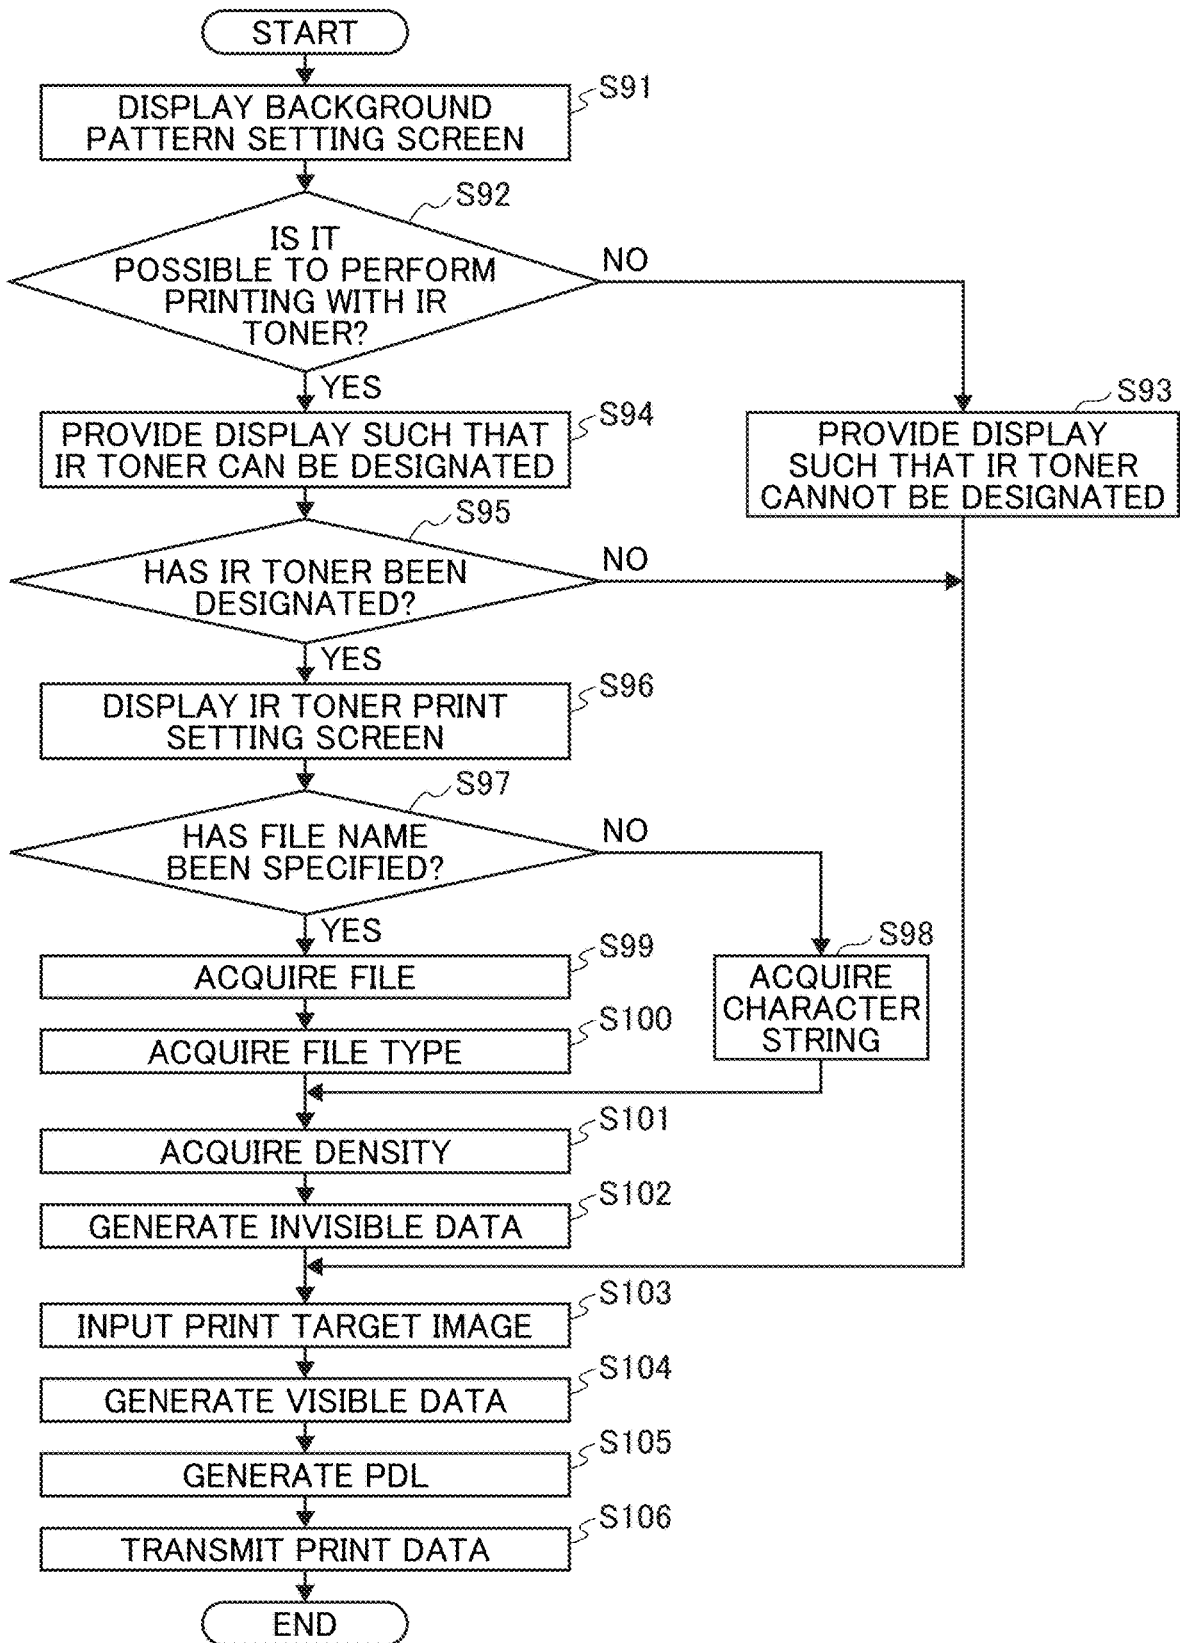 START
S91
DISPLAY BACKGROUND
PATTERN SETTING SCREEN
S92
IS IT
POSSIBLE TO PERFORM
PRINTING WITH IR
TONER?
NO
YES
S93
PROVIDE DISPLAY
SUCH THAT IR TONER
CANNOT BE DESIGNATED
S94
PROVIDE DISPLAY SUCH THAT
IR TONER CAN BE DESIGNATED
S95
HAS IR TONER BEEN
DESIGNATED?
NO
YES
S96
DISPLAY IR TONER PRINT
SETTING SCREEN
S97
HAS FILE NAME
BEEN SPECIFIED?
NO
YES
S98
ACQUIRE
CHARACTER
STRING
S99
ACQUIRE FILE
S100
ACQUIRE FILE TYPE
S101
ACQUIRE DENSITY
S102
GENERATE INVISIBLE DATA
S103
INPUT PRINT TARGET IMAGE
S104
GENERATE VISIBLE DATA
S105
GENERATE PDL
S106
TRANSMIT PRINT DATA
END